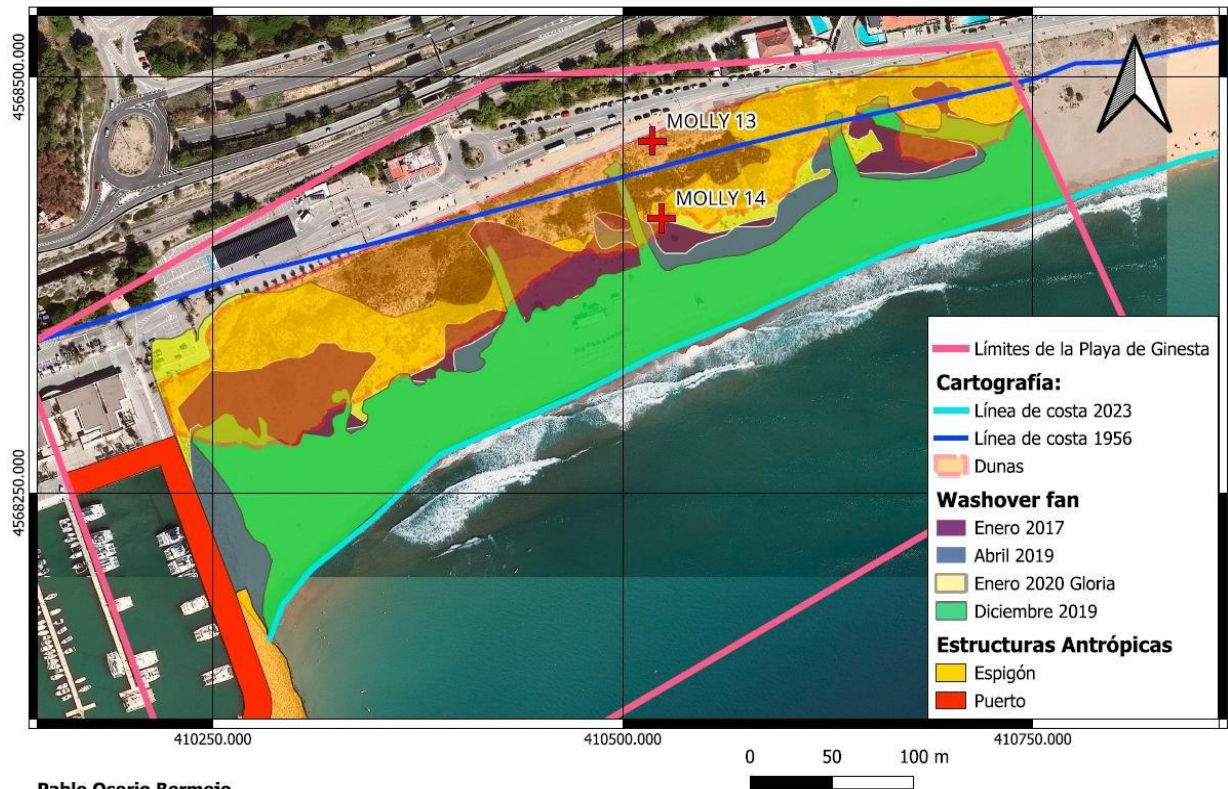 4568500.000
4568250.000
MOLLY 13
MOLLY 14
Límites de la Playa de Ginesta
Cartografía:
Línea de costa 2023
Línea de costa 1956
Dunas
Washover fan
Enero 2017
Abril 2019
Enero 2020 Gloria
Diciembre 2019
Estructuras Antrópicas
Espigón
Puerto
410250.000
410500.000
410750.000
0 50 100 m
Pablo Osorio Bermejo